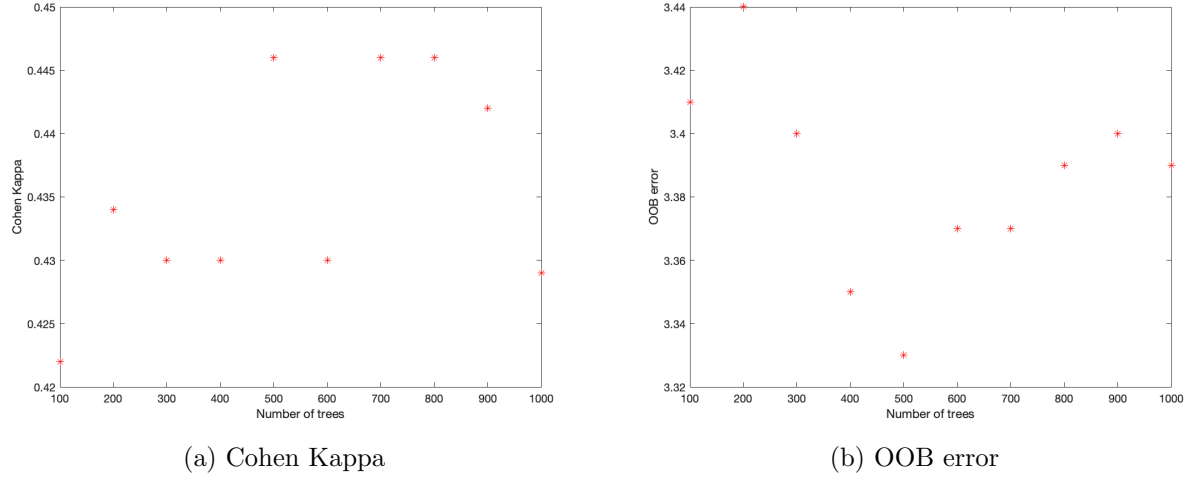 0.45
0.445
0.44
0.435
0.43
0.425
0.42
Cohen Kappa
100 200 300 400 500 600 700 800 900 1000
Number of trees
(a) Cohen Kappa
3.44
3.42
3.4
3.38
3.36
3.34
3.32
OOB error
100 200 300 400 500 600 700 800 900 1000
Number of trees
(b) OOB error